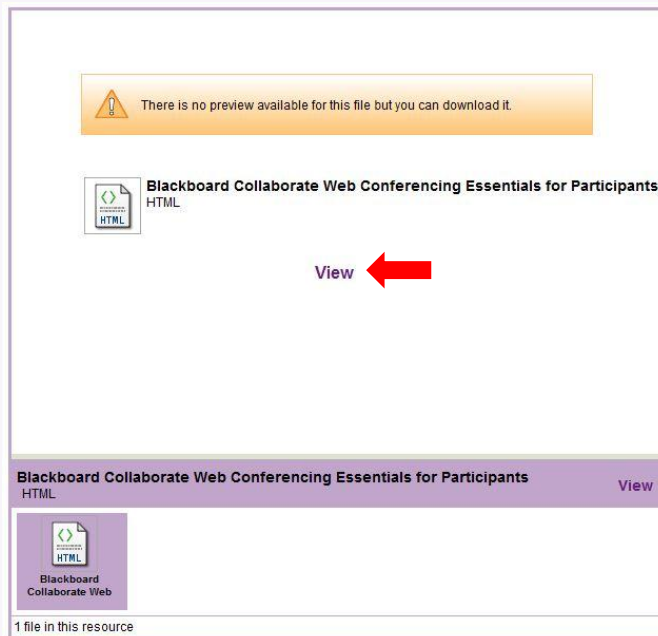 There is no preview available for this file but you can download it.
Blackboard Collaborate Web Conferencing Essentials for Participants
HTML
HTML
View
Blackboard Collaborate Web Conferencing Essentials for Participants
HTML
View
HTML
Blackboard
Collaborate Web
1 file in this resource